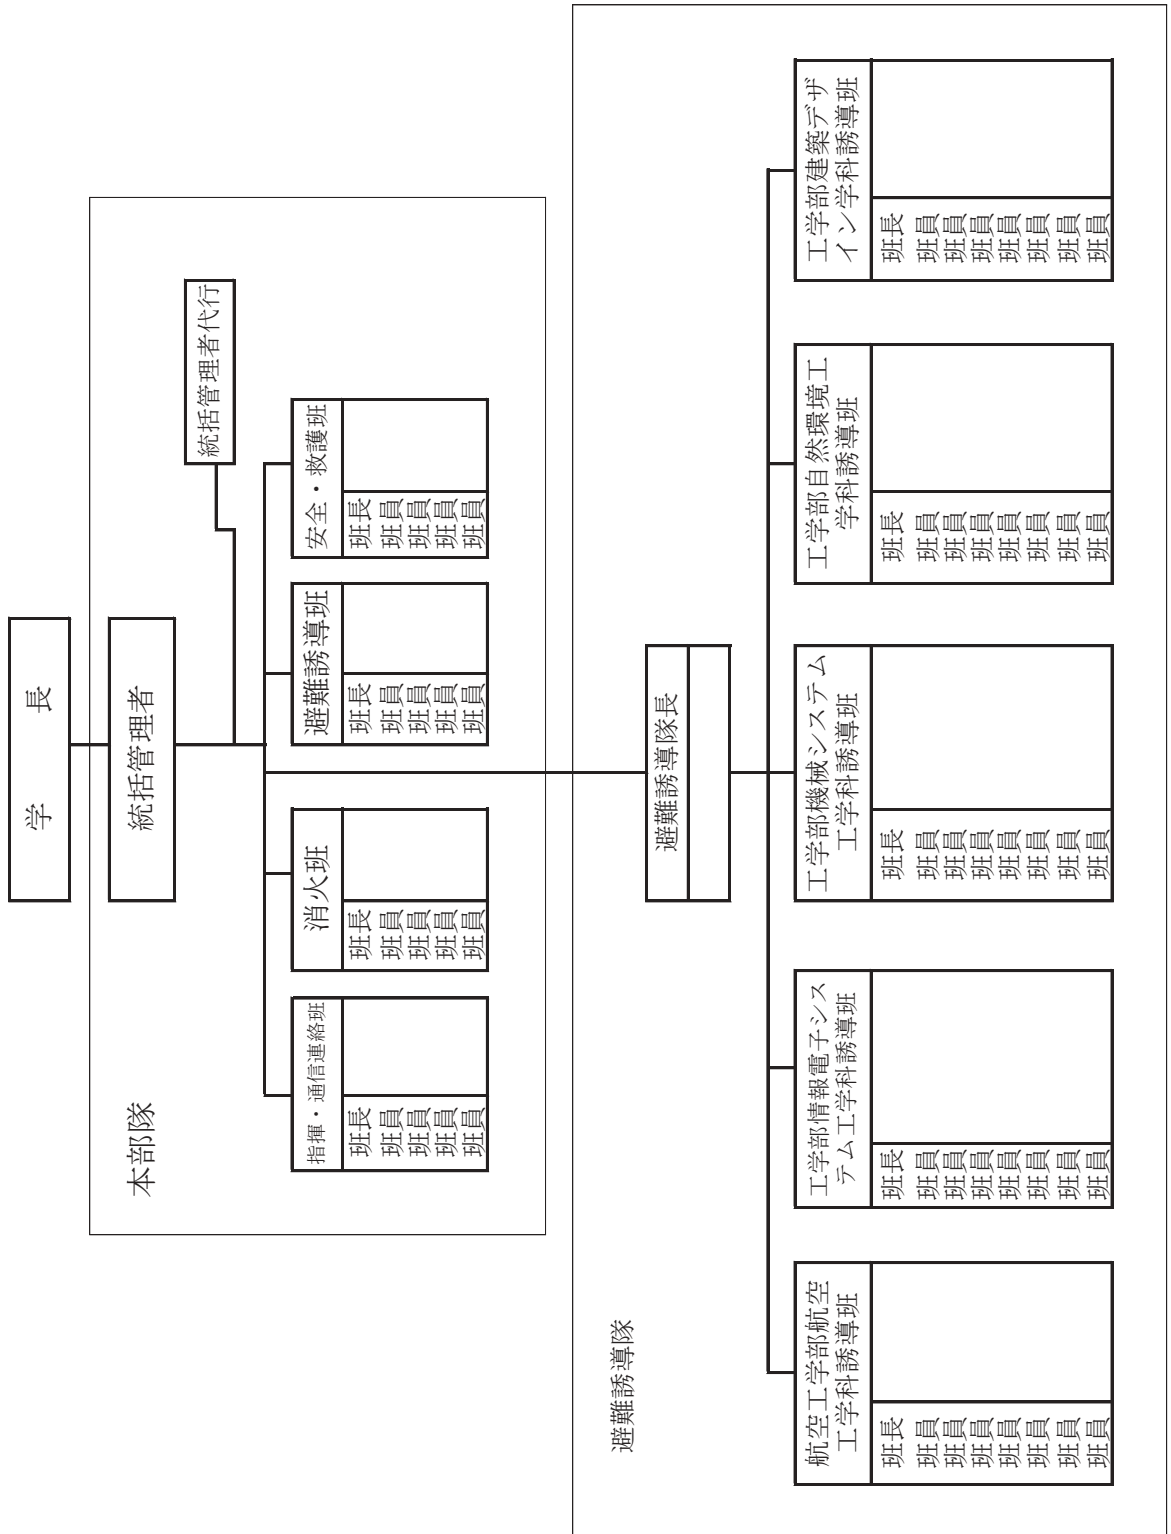 学　長
統括管理者
統括管理者代行
本部隊
指揮・通信連絡班
班長
班員
班員
班員
班員
消火班
班長
班員
班員
班員
班員
避難誘導班
班長
班員
班員
班員
班員
安全・救護班
班長
班員
班員
班員
班員
避難誘導隊
避難誘導隊長
航空工学部航空
工学科誘導班
班長
班員
班員
班員
班員
班員
班員
班員
工学部情報電子シス
テム工学科誘導班
班長
班員
班員
班員
班員
班員
班員
班員
工学部機械システム
工学科誘導班
班長
班員
班員
班員
班員
班員
班員
班員
工学部自然環境工
学科誘導班
班長
班員
班員
班員
班員
班員
班員
班員
工学部建築デザ
イン学科誘導班
班長
班員
班員
班員
班員
班員
班員
班員